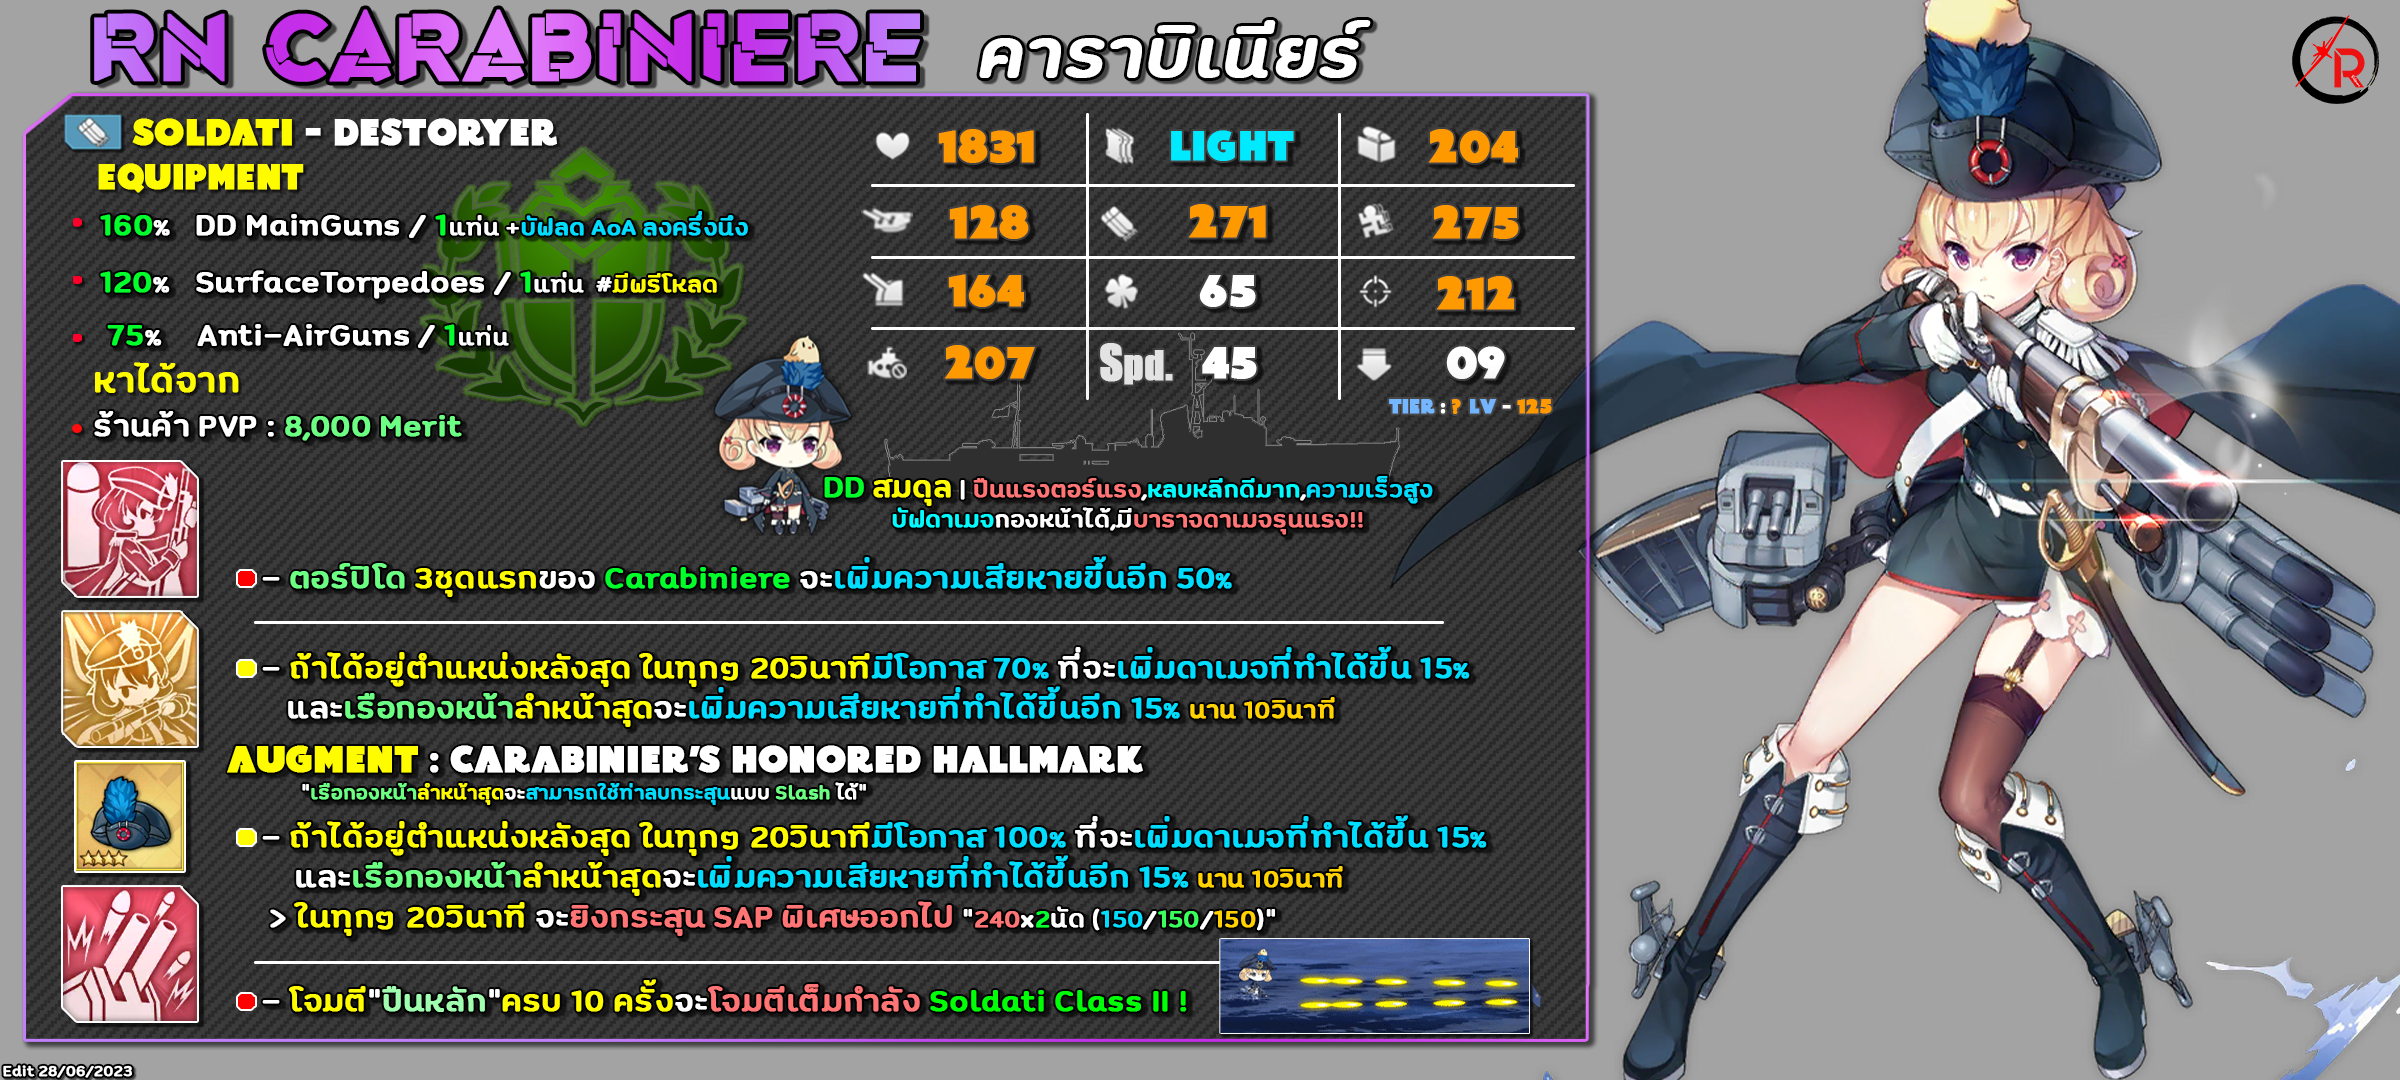 RN CARABINIERE คาราบิเนียร์
R
SOLDATI - DESTORYER
EQUIPMENT
• 160% DD MainGuns / 1แท่น +บัฟลด AoA ลงครึ่งนึง
• 120% SurfaceTorpedoes / 1แท่น #มีพรีโหลด
• 75% Anti-AirGuns / 1แท่น
หาได้จาก
• ร้านค้า PVP : 8,000 Merit
1831 LIGHT 204
128 271 275
164 65 212
207 Spd. 45 09
TIER : ? LV - 125
DD สมดุล | ปืนแรงตอร์แรง,หลบหลีกดีมาก,ความเร็วสูง
บัฟดาเมจกองหน้าได้,มีบาราจดาเมจรุนแรง!!
- ตอร์ปิโด 3ชุดแรกของ Carabiniere จะเพิ่มความเสียหายขึ้นอีก 50%
- ถ้าได้อยู่ตำแหน่งหลังสุด ในทุกๆ 20วินาทีมีโอกาส 70% ที่จะเพิ่มดาเมจที่ทำได้ขึ้น 15%
และเรือกองหน้าลำหน้าสุดจะเพิ่มความเสียหายที่ทำได้ขึ้นอีก 15% นาน 10วินาที
AUGMENT : CARABINIER'S HONORED HALLMARK
"เรือกองหน้าลำหน้าสุดจะสามารถใช้ท่าลบกระสุนแบบ Slash ได้"
- ถ้าได้อยู่ตำแหน่งหลังสุด ในทุกๆ 20วินาทีมีโอกาส 100% ที่จะเพิ่มดาเมจที่ทำได้ขึ้น 15%
และเรือกองหน้าลำหน้าสุดจะเพิ่มความเสียหายที่ทำได้ขึ้นอีก 15% นาน 10วินาที
> ในทุกๆ 20วินาที จะยิงกระสุน SAP พิเศษออกไป "240x2นัด (150/150/150)"
- โจมตี"ปืนหลัก"ครบ 10 ครั้งจะโจมตีเต็มกำลัง Soldati Class II !
Edit 28/06/2023